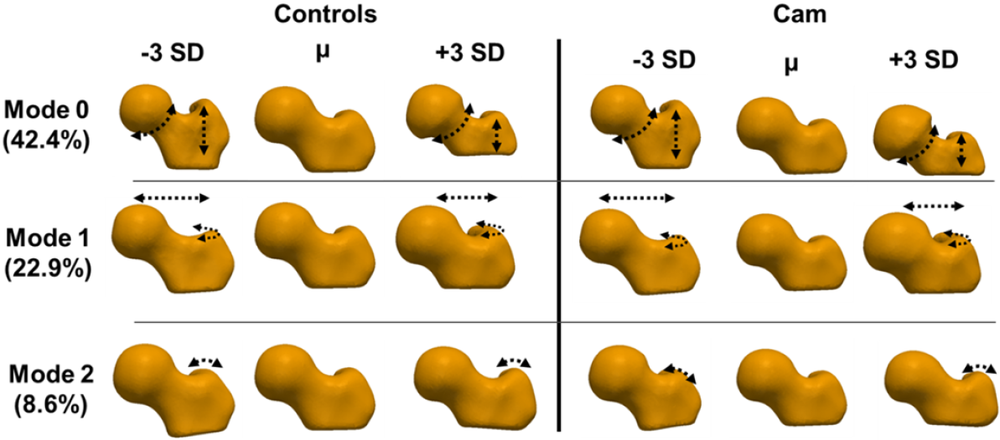 Controls Cam
-3 SD μ +3 SD -3 SD μ +3 SD
Mode 0
(42.4%)
Mode 1
(22.9%)
Mode 2
(8.6%)